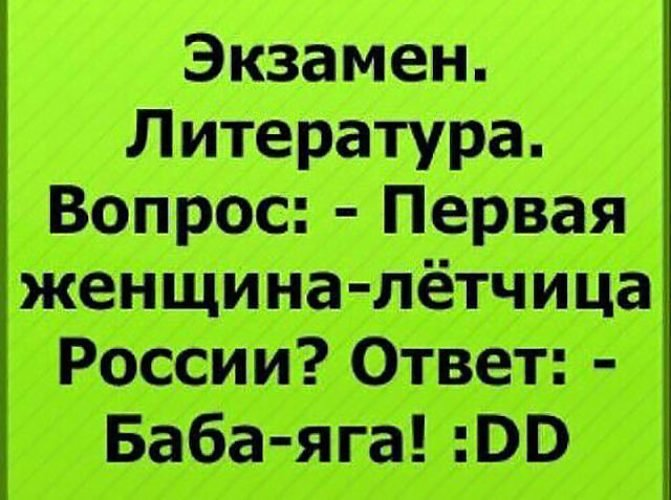 Экзамен.
Литература.
Вопрос: - Первая
женщина-лётчица
России? Ответ: -
Баба-яга! :DD